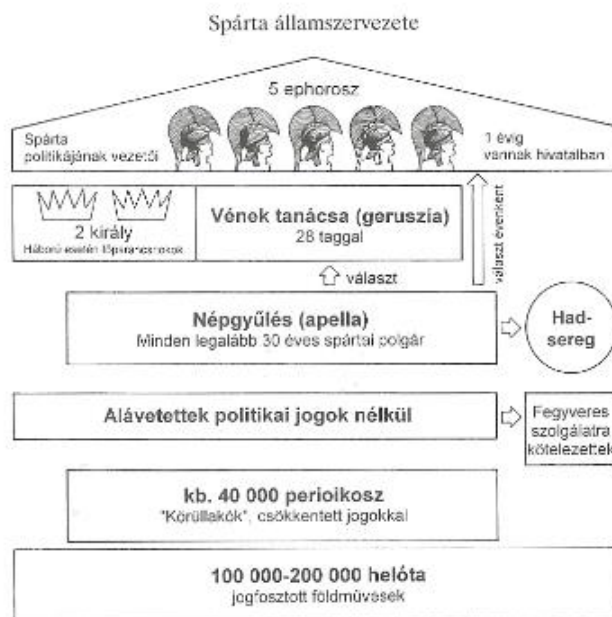 Spárta államszervezete
5 ephorosz
Spárta
politikájának vezetői
1 évig
vannak hivatalban
2 király
Háború esetén főparancsnokok
Vének tanácsa (geruszia)
28 taggal
választ
választ évenként
Népgyűlés (apella)
Minden legalább 30 éves spártai polgár
Had-
sereg
Alávetettek politikai jogok nélkül
Fegyveres
szolgálatra
kötelezettek
kb. 40 000 perioikosz
"Körüllakók", csökkentett jogokkal
100 000-200 000 helóta
jogfosztott földművesek